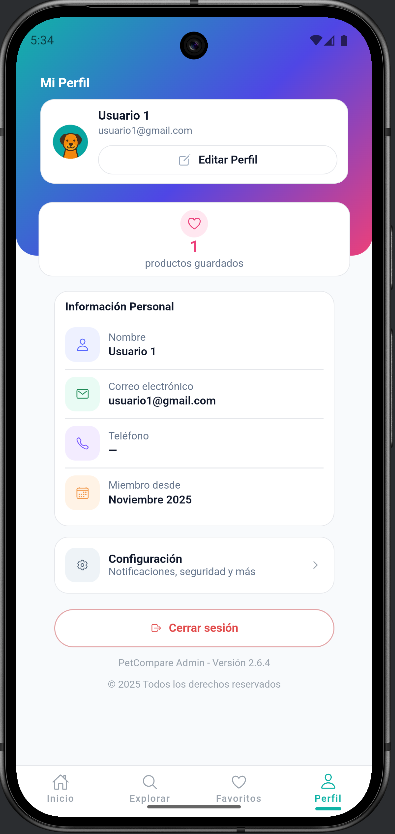 5:34
Mi Perfil
Usuario 1
usuario1@gmail.com
Editar Perfil
1
productos guardados
Información Personal
Nombre
Usuario 1
Correo electrónico
usuario1@gmail.com
Teléfono
—
Miembro desde
Noviembre 2025
Configuración
Notificaciones, seguridad y más
Cerrar sesión
PetCompare Admin - Versión 2.6.4
© 2025 Todos los derechos reservados
Inicio Explorar Favoritos Perfil